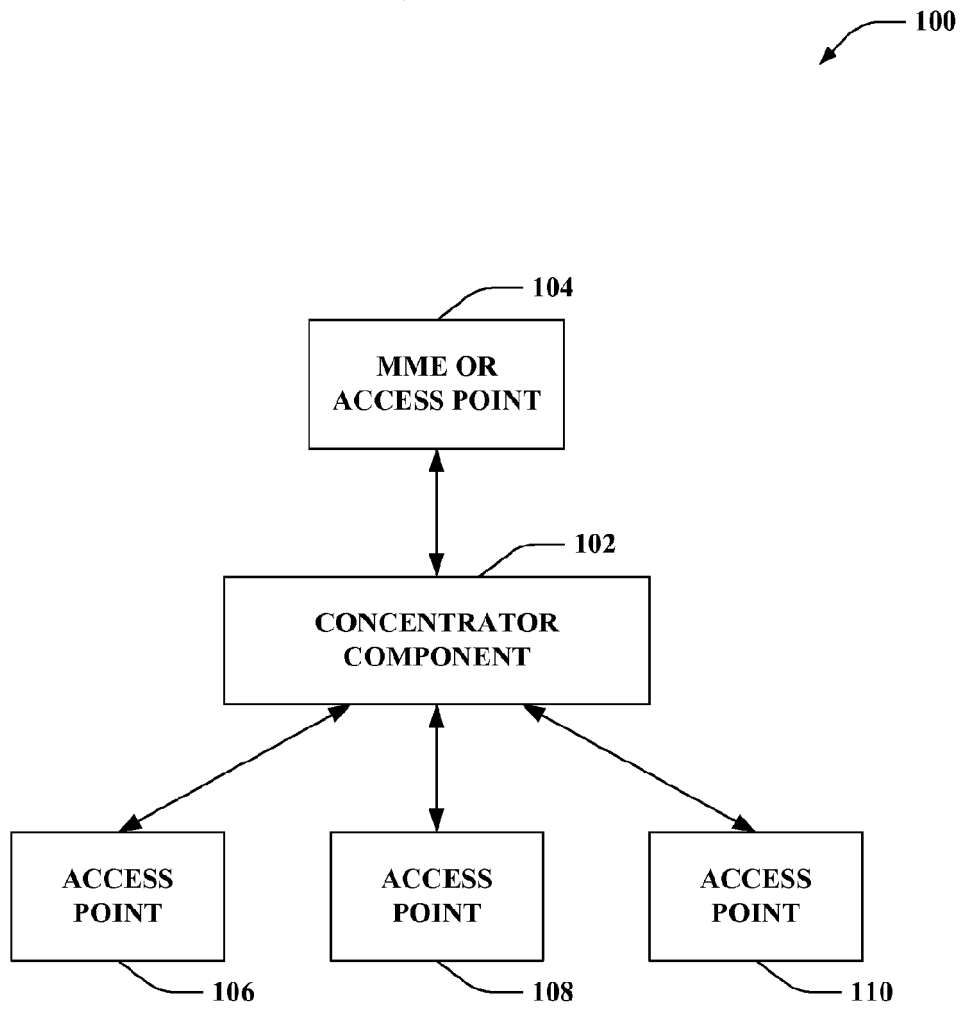 100
104
MME OR
ACCESS POINT
102
CONCENTRATOR
COMPONENT
ACCESS
POINT
ACCESS
POINT
ACCESS
POINT
106
108
110